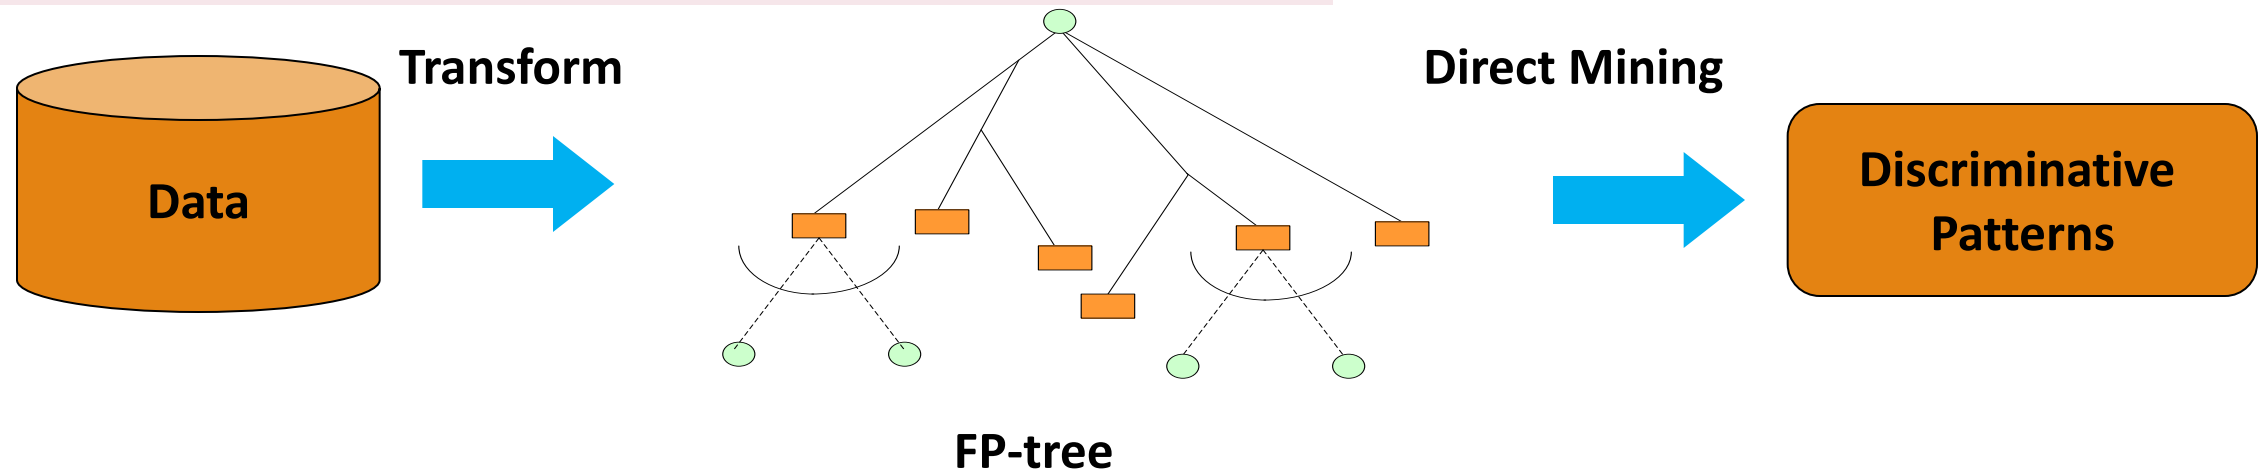 Data
Transform
FP-tree
Direct Mining
Discriminative
Patterns